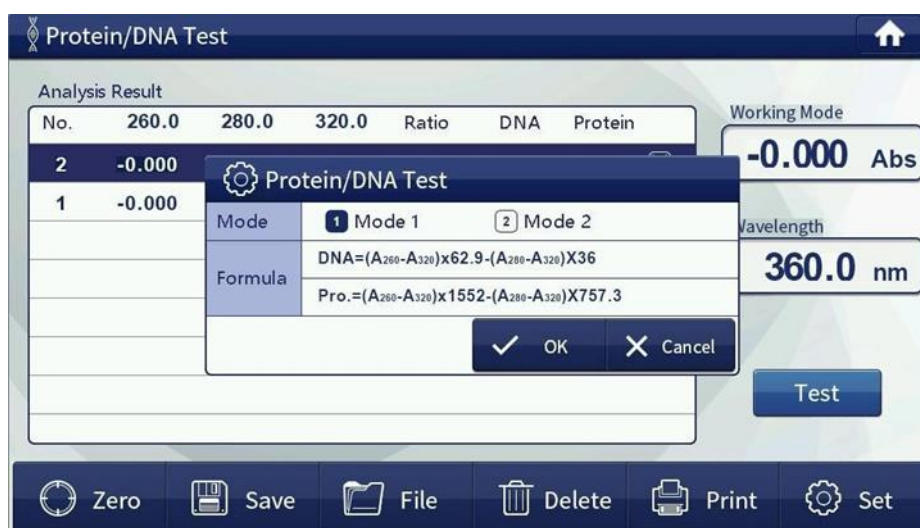 Protein/DNA Test
Analysis Result
No. 260.0 280.0 320.0 Ratio DNA Protein
2 -0.000
1 -0.000
Working Mode
-0.000 Abs
Wavelength
360.0 nm
Test
Protein/DNA Test
Mode 1 Mode 1 2 Mode 2
Formula
DNA=(A260-A320)x62.9-(A280-A320)X36
Pro.=(A260-A320)x1552-(A280-A320)X757.3
OK Cancel
Zero Save File Delete Print Set